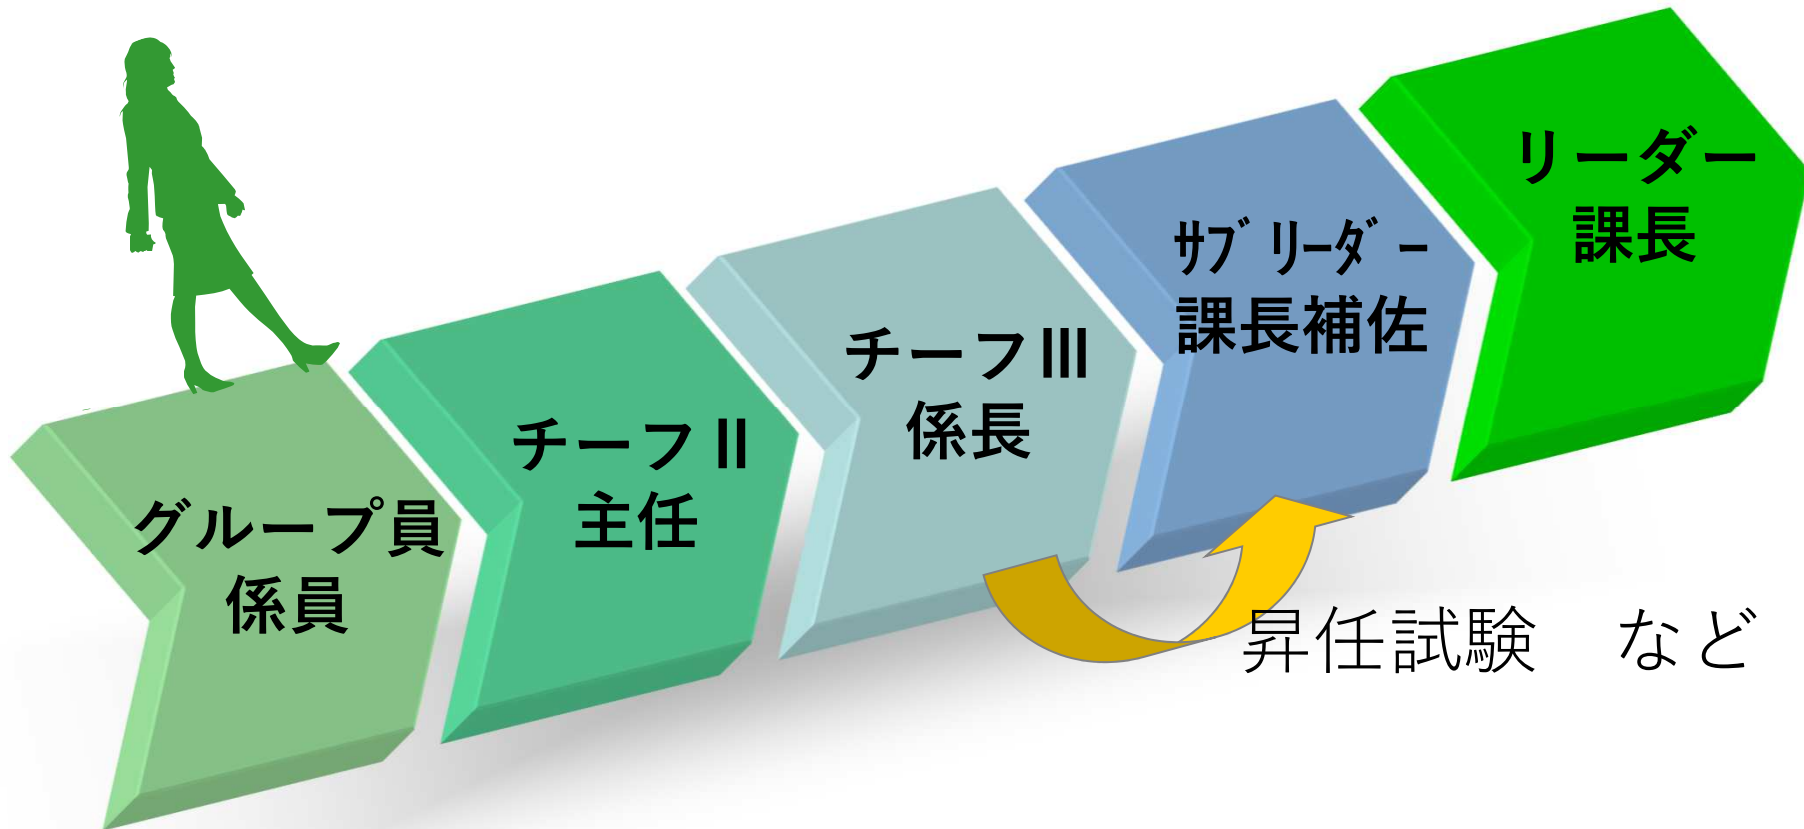 グループ員
係員
チーフⅡ
主任
チーフⅢ
係長
ｻﾌﾞﾘｰﾀﾞｰ
課長補佐
リーダー
課長
昇任試験　など